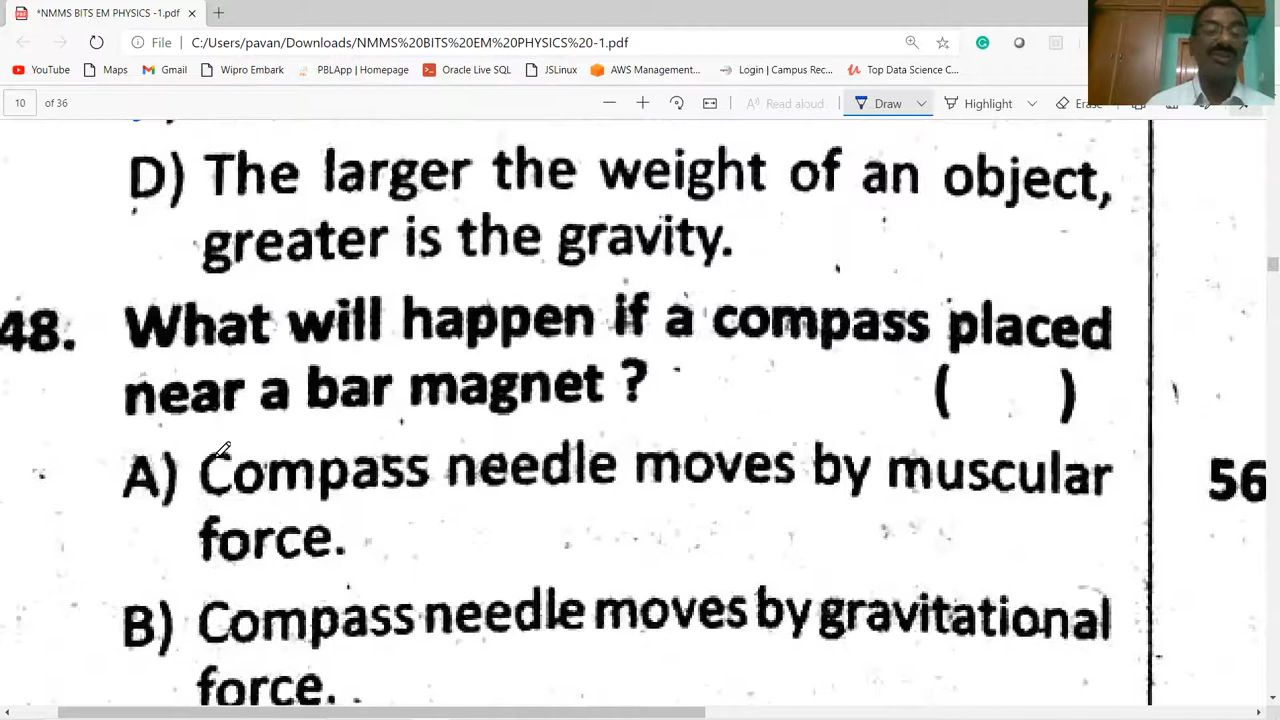 *NMMS BITS EM PHYSICS -1.pdf
File
C:/Users/pavan/Downloads/NMMS%20BITS%20EM%20PHYSICS%20-1.pdf
YouTube Maps Gmail Wipro Embark PBLApp | Homepage Oracle Live SQL JSLinux AWS Management... Login | Campus Rec... Top Data Science C...
10 of 36 Read aloud Draw Highlight Erase
D) The larger the weight of an object,
greater is the gravity.
48. What will happen if a compass placed
near a bar magnet ? ( )
A) Compass needle moves by muscular
force.
B) Compass needle moves by gravitational
force.
56